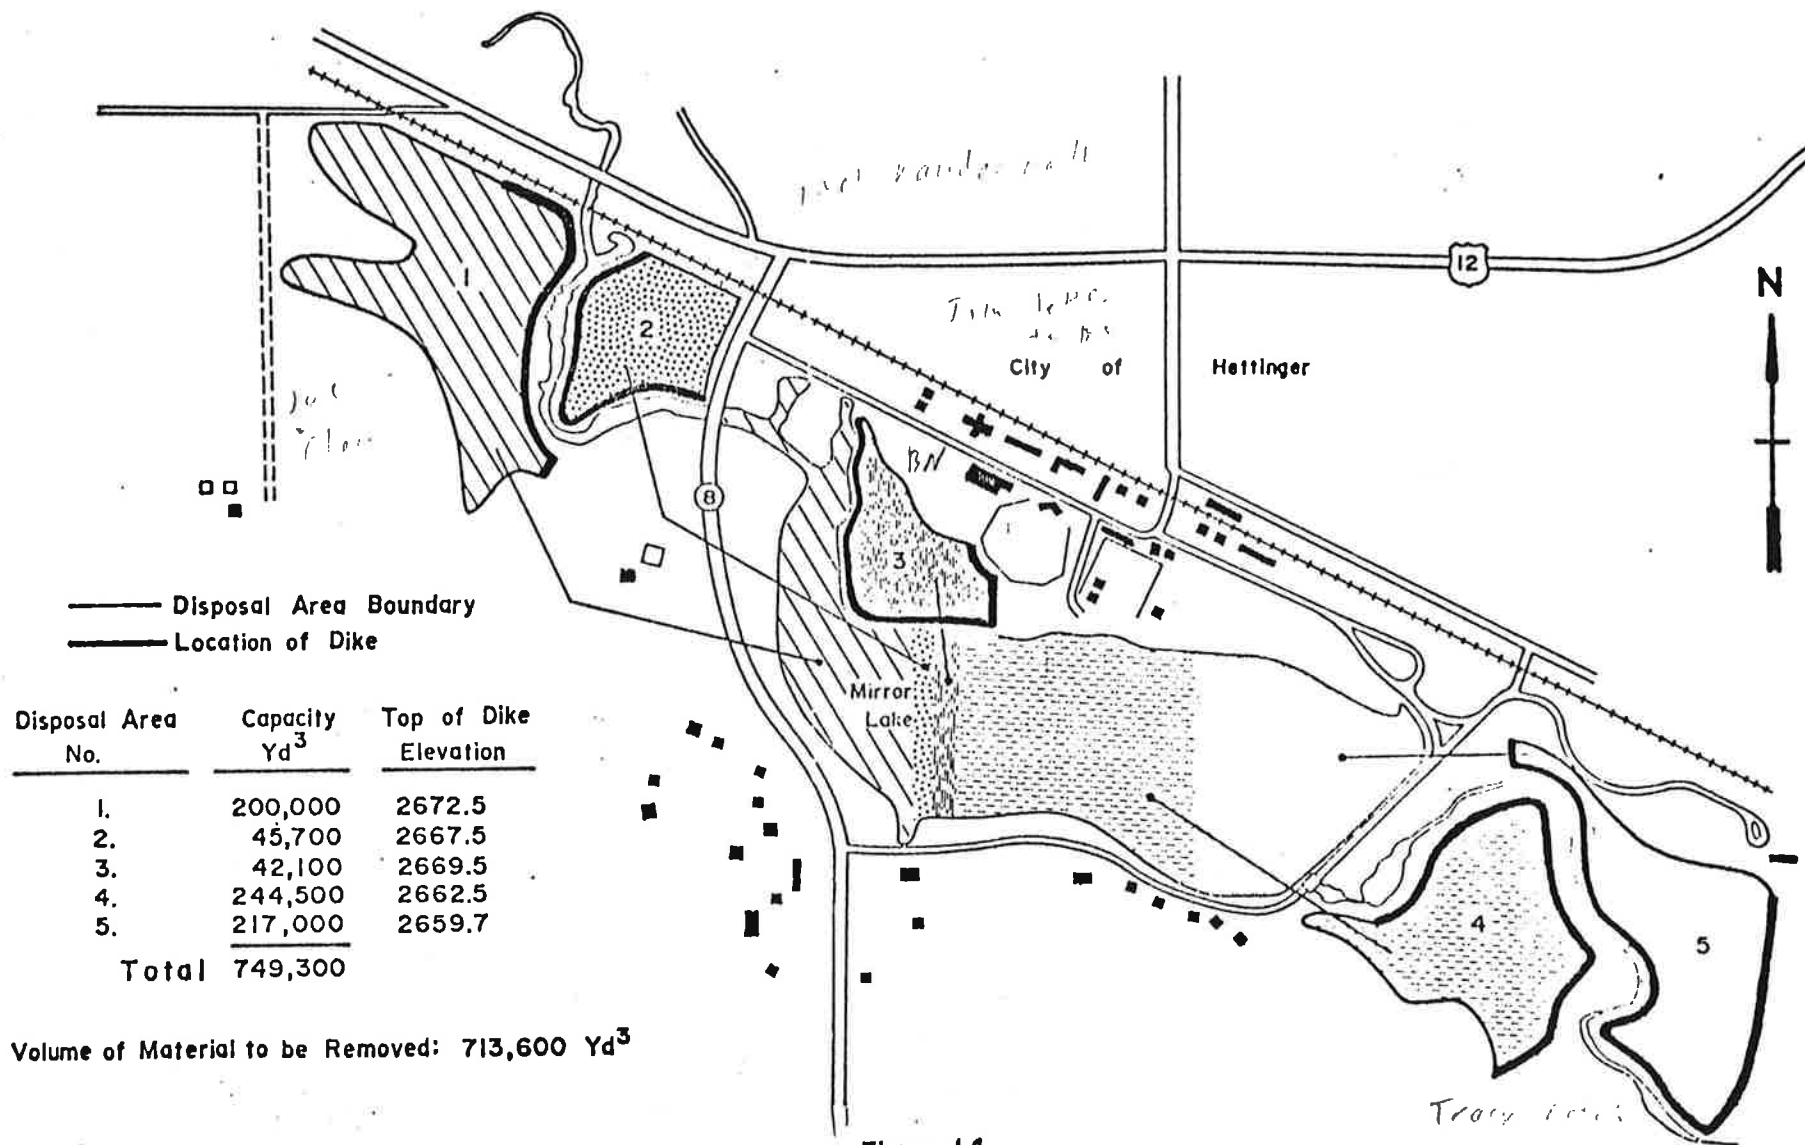 12
N
City of Hettinger
1
2
BN
8
3
Disposal Area Boundary
Location of Dike
Mirror
Lake
Disposal Area Capacity Top of Dike
No. Yd³ Elevation
1. 200,000 2672.5
2. 45,700 2667.5
3. 42,100 2669.5
4. 244,500 2662.5
5. 217,000 2659.7
Total 749,300
4
5
Volume of Material to be Removed: 713,600 Yd³
Tracy